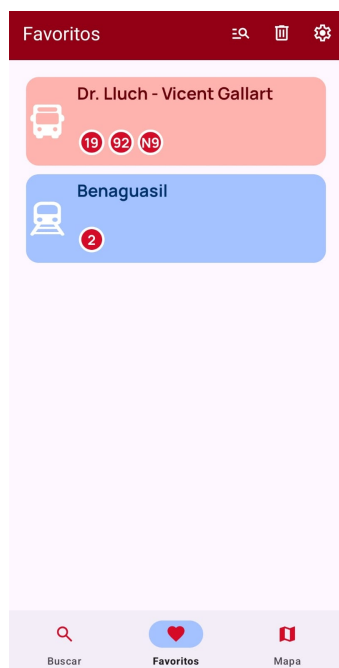 Favoritos
Dr. Lluch - Vicent Gallart
19 92 N9
Benaguasil
2
Buscar Favoritos Mapa